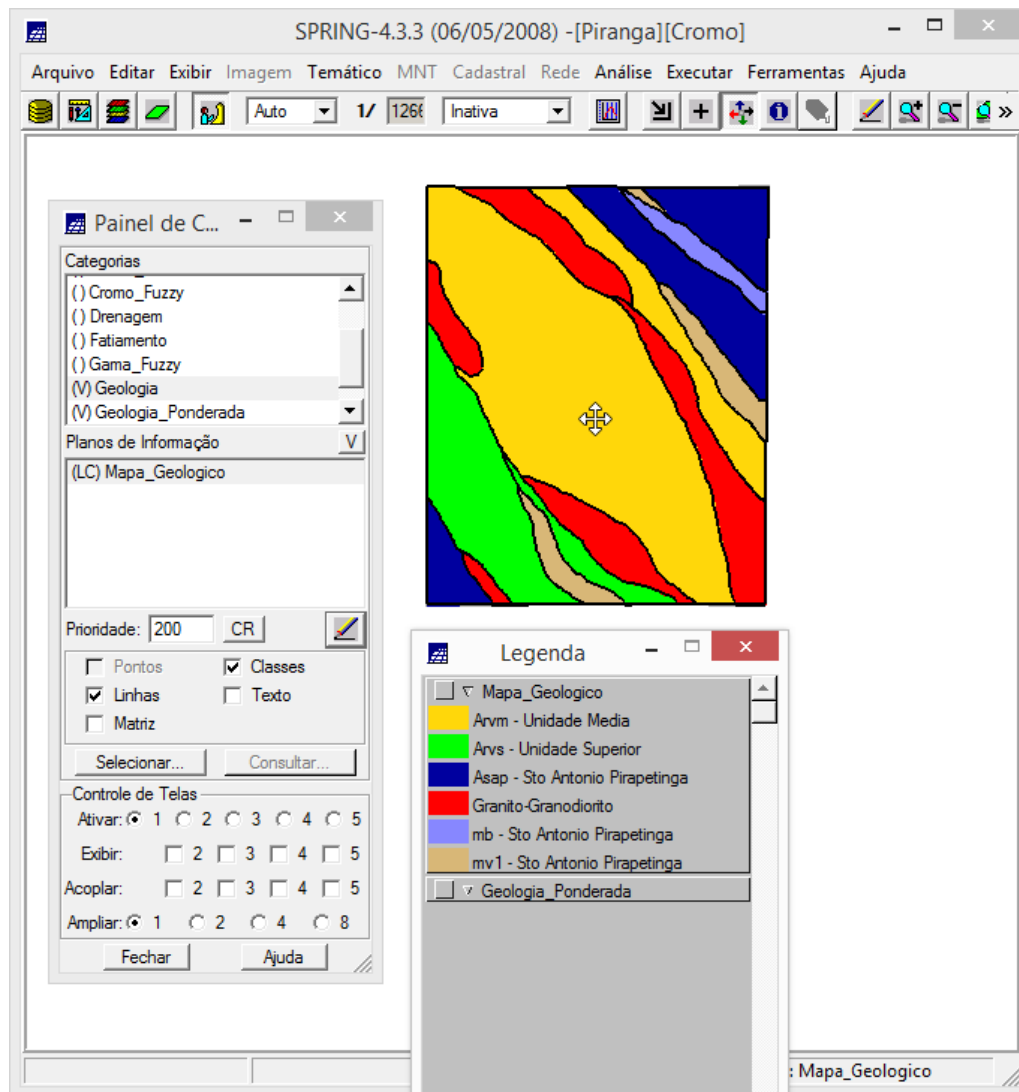 SPRING-4.3.3 (06/05/2008) -[Piranga][Cromo]
Arquivo Editar Exibir Imagem Temático MNT Cadastral Rede Análise Executar Ferramentas Ajuda
Auto 1/ 1266 Inativa »
Painel de C...
Categorias
( ) Cromo_Fuzzy
( ) Drenagem
( ) Fatiamento
( ) Gama_Fuzzy
(V) Geologia
(V) Geologia_Ponderada
Planos de Informação V
(LC) Mapa_Geologico
Prioridade: 200 CR
Pontos Classes
Linhas Texto
Matriz
Selecionar... Consultar...
Controle de Telas
Ativar: 1 2 3 4 5
Exibir: 2 3 4 5
Acoplar: 2 3 4 5
Ampliar: 1 2 4 8
Fechar Ajuda
Legenda
Mapa_Geologico
Arvm - Unidade Media
Arvs - Unidade Superior
Asap - Sto Antonio Pirapetinga
Granito-Granodiorito
mb - Sto Antonio Pirapetinga
mv1 - Sto Antonio Pirapetinga
Geologia_Ponderada
: Mapa_Geologico